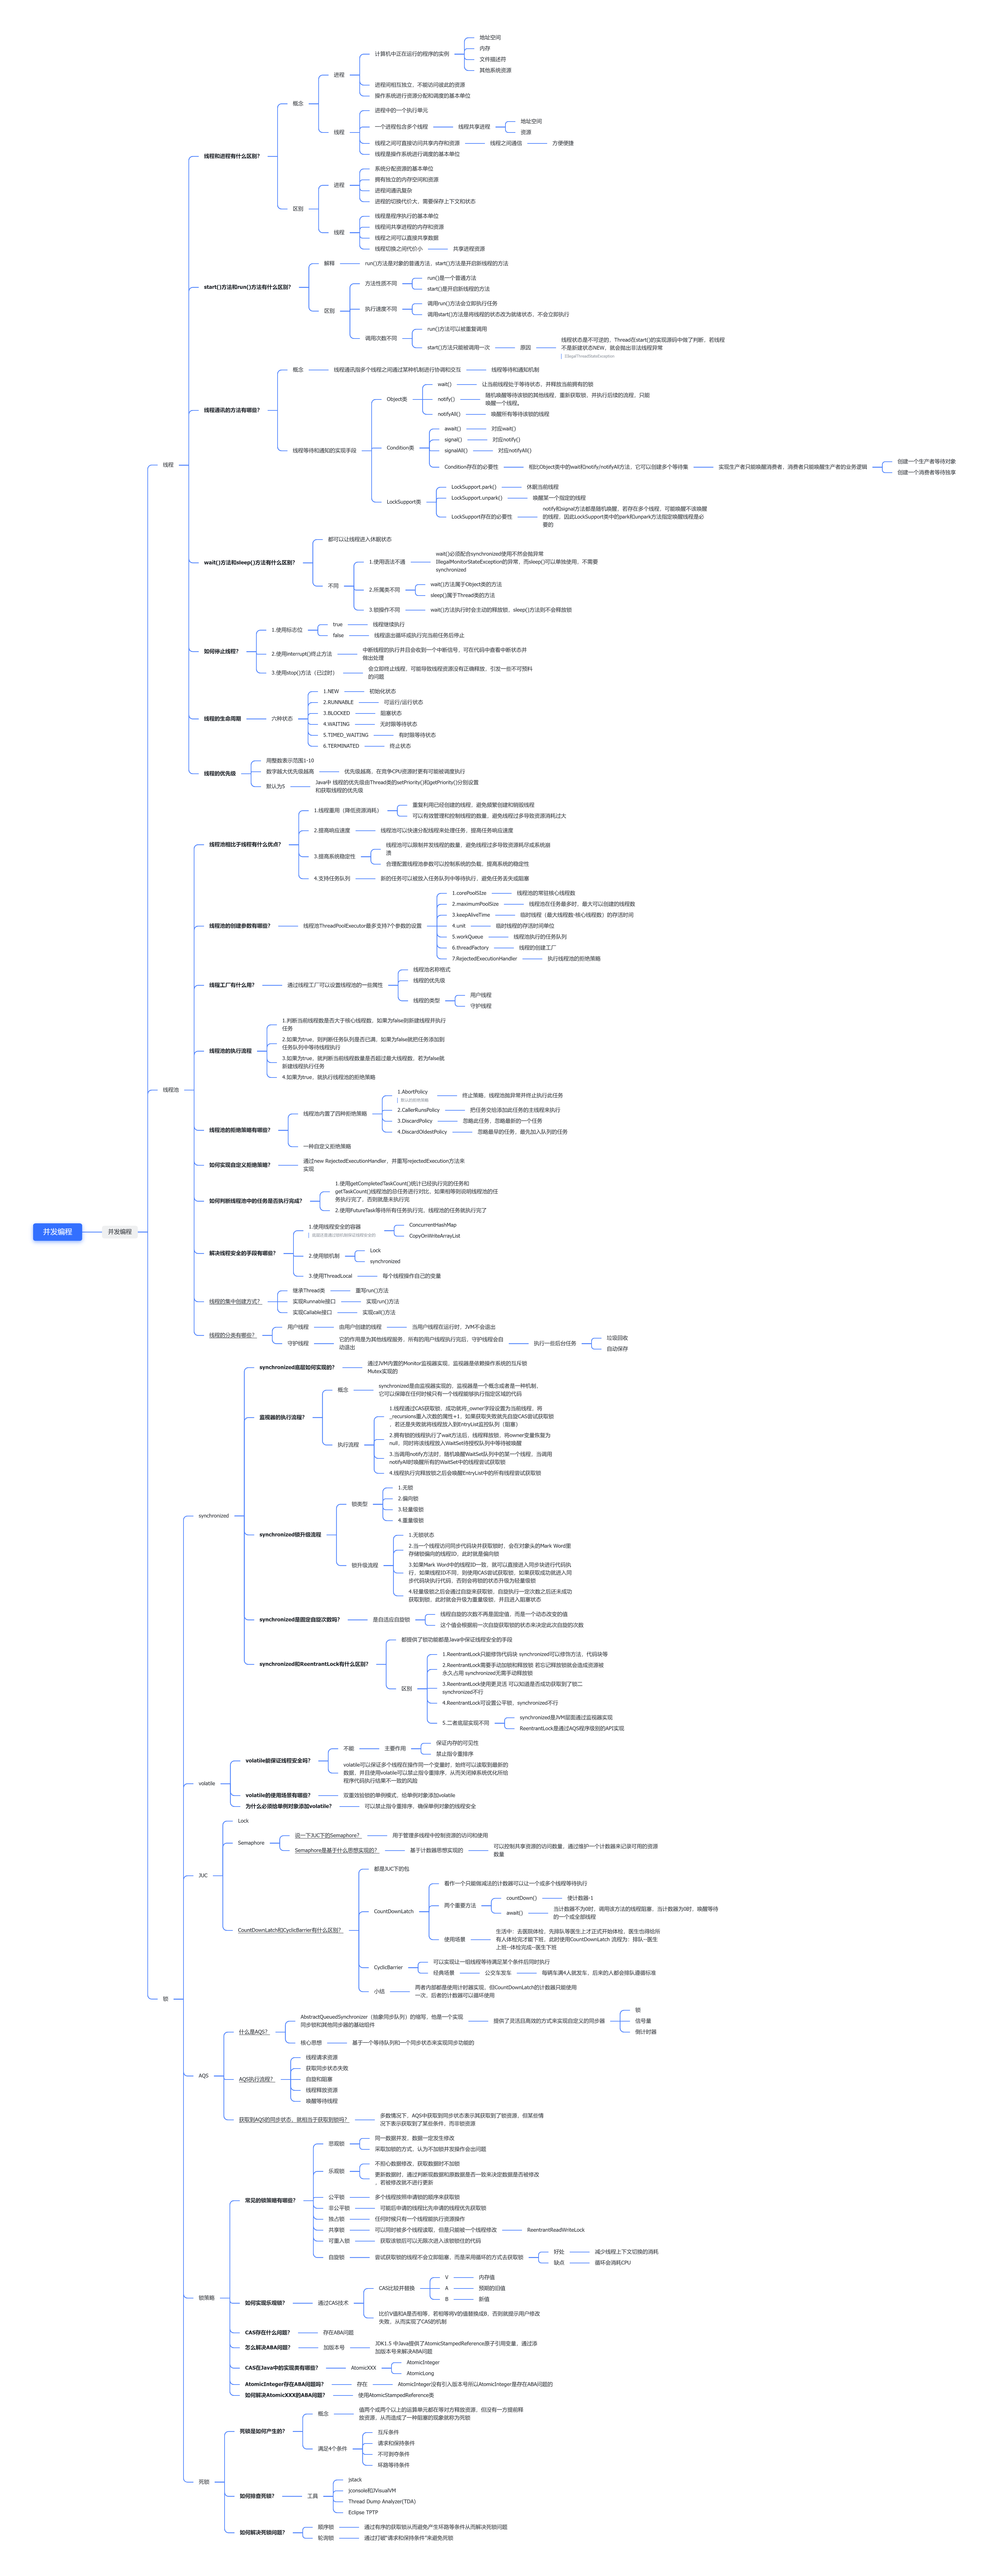 并发编程
并发编程
线程
线程和进程有什么区别？
概念
进程
计算机中正在运行的程序的实例
地址空间
内存
文件描述符
其他系统资源
进程间相互独立，不能访问彼此的资源
操作系统进行资源分配和调度的基本单位
线程
进程中的一个执行单元
一个进程包含多个线程
线程共享进程
地址空间
资源
线程之间可直接访问共享内存和资源
线程之间通信
方便便捷
线程是操作系统进行调度的基本单位
区别
进程
系统分配资源的基本单位
拥有独立的内存空间和资源
进程间通讯复杂
进程的切换代价大，需要保存上下文和状态
线程
线程是程序执行的基本单位
线程间共享进程的内存和资源
线程之间可以直接共享数据
线程切换之间代价小
共享进程资源
start()方法和run()方法有什么区别？
解释
run()方法是对象的普通方法，start()方法是开启新线程的方法
区别
方法性质不同
run()是一个普通方法
start()是开启新线程的方法
执行速度不同
调用run()方法会立即执行任务
调用start()方法是将线程的状态改为就绪状态，不会立即执行
调用次数不同
run()方法可以被重复调用
start()方法只能被调用一次
原因
线程状态是不可逆的，Thread在start()的实现源码中做了判断，若线程
不是新建状态NEW，就会抛出非法线程异常
IllegalThreadStateException
线程通讯的方法有哪些？
概念
线程通讯指多个线程之间通过某种机制进行协调和交互
线程等待和通知机制
线程等待和通知的实现手段
Object类
wait()
让当前线程处于等待状态，并释放当前拥有的锁
notify()
随机唤醒等待该锁的其他线程，重新获取锁，并执行后续的流程，只能
唤醒一个线程。
notifyAll()
唤醒所有等待该锁的线程
Condition类
await()
对应wait()
signal()
对应notify()
signalAll()
对应notifyAll()
Condition存在的必要性
相比Object类中的wait和notify/notifyAll方法，它可以创建多个等待集
实现生产者只能唤醒消费者，消费者只能唤醒生产者的业务逻辑
创建一个生产者等待对象
创建一个消费者等待独享
LockSupport类
LockSupport.park()
休眠当前线程
LockSupport.unpark()
唤醒某一个指定的线程
LockSupport存在的必要性
notify和signal方法都是随机唤醒，若存在多个线程，可能唤醒不该唤醒
的线程，因此LockSupport类中的park和unpark方法指定唤醒线程是必
要的
wait()方法和sleep()方法有什么区别？
都可以让线程进入休眠状态
不同
1.使用语法不通
wait()必须配合synchronized使用不然会抛异常
IllegalMonitorStateException的异常，而sleep()可以单独使用，不需要
synchronized
2.所属类不同
wait()方法属于Object类的方法
sleep()属于Thread类的方法
3.锁操作不同
wait()方法执行时会主动的释放锁，sleep()方法则不会释放锁
如何停止线程？
1.使用标志位
true
线程继续执行
false
线程退出循环或执行完当前任务后停止
2.使用interrupt()终止方法
中断线程的执行并且会收到一个中断信号，可在代码中查看中断状态并
做出处理
3.使用stop()方法（已过时）
会立即终止线程，可能导致线程资源没有正确释放，引发一些不可预料
的问题
线程的生命周期
六种状态
1.NEW
初始化状态
2.RUNNABLE
可运行/运行状态
3.BLOCKED
阻塞状态
4.WAITING
无时限等待状态
5.TIMED_WAITING
有时限等待状态
6.TERMINATED
终止状态
线程的优先级
用整数表示范围1-10
数字越大优先级越高
优先级越高，在竞争CPU资源时更有可能被调度执行
默认为5
Java中 线程的优先级由Thread类的setPriority()和getPriority()分别设置
和获取线程的优先级
线程池
线程池相比于线程有什么优点？
1.线程重用（降低资源消耗）
重复利用已经创建的线程，避免频繁创建和销毁线程
可以有效管理和控制线程的数量，避免线程过多导致资源消耗过大
2.提高响应速度
线程池可以快速分配线程来处理任务，提高任务响应速度
3.提高系统稳定性
线程池可以限制并发线程的数量，避免线程过多导致资源耗尽或系统崩
溃
合理配置线程池参数可以控制系统的负载，提高系统的稳定性
4.支持任务队列
新的任务可以被放入任务队列中等待执行，避免任务丢失或阻塞
线程池的创建参数有哪些？
线程池ThreadPoolExecutor最多支持7个参数的设置
1.corePoolSIze
线程池的常驻核心线程数
2.maximumPoolSize
线程池在任务最多时，最大可以创建的线程数
3.keepAliveTime
临时线程（最大线程数-核心线程数）的存活时间
4.unit
临时线程的存活时间单位
5.workQueue
线程池执行的任务队列
6.threadFactory
线程的创建工厂
7.RejectedExecutionHandler
执行线程池的拒绝策略
线程工厂有什么用？
通过线程工厂可以设置线程池的一些属性
线程池名称格式
线程的优先级
线程的类型
用户线程
守护线程
线程池的执行流程
1.判断当前线程数是否大于核心线程数，如果为false则新建线程并执行
任务
2.如果为true，则判断任务队列是否已满，如果为false就把任务添加到
任务队列中等待线程执行
3.如果为true，就判断当前线程数量是否超过最大线程数，若为false就
新建线程执行任务
4.如果为true，就执行线程池的拒绝策略
线程池的拒绝策略有哪些？
线程池内置了四种拒绝策略
1.AbortPolicy
默认的拒绝策略
终止策略，线程池抛异常并终止执行此任务
2.CallerRunsPolicy
把任务交给添加此任务的主线程来执行
3.DiscardPolicy
忽略此任务，忽略最新的一个任务
4.DiscardOldestPolicy
忽略最早的任务，最先加入队列的任务
一种自定义拒绝策略
如何实现自定义拒绝策略？
通过new RejectedExecutionHandler，并重写rejectedExecution方法来
实现
如何判断线程池中的任务是否执行完成？
1.使用getCompletedTaskCount()统计已经执行完的任务和
getTaskCount()线程池的总任务进行对比，如果相等则说明线程池的任
务执行完了，否则就是未执行完
2.使用FutureTask等待所有任务执行完，线程池的任务就执行完了
解决线程安全的手段有哪些？
1.使用线程安全的容器
ConcurrentHashMap
CopyOnWriteArrayList
2.使用锁机制
Lock
synchronized
3.使用ThreadLocal
每个线程操作自己的变量
线程的集中创建方式？
继承Thread类
重写run()方法
实现Runnable接口
实现run()方法
实现Callable接口
实现call()方法
线程的分类有哪些？
用户线程
由用户创建的线程
当用户线程在运行时，JVM不会退出
守护线程
它的作用是为其他线程服务，所有的用户线程执行完后，守护线程会自
动退出
执行一些后台任务
垃圾回收
自动保存
锁
synchronized
synchronized底层如何实现的？
通过JVM内置的Monitor监视器实现，监视器是依赖操作系统的互斥锁
Mutex实现的
监视器的执行流程？
概念
synchronized是由监视器实现的，监视器是一个概念或者是一种机制，
它可以保障在任何时候只有一个线程能够执行指定区域的代码
执行流程
1.线程通过CAS获取锁，成功就将_owner字段设置为当前线程，将
_recursions重入次数的属性+1，如果获取失败就先自旋CAS尝试获取锁
，若还是失败就将线程放入到EntryList监控队列（阻塞）
2.拥有锁的线程执行了wait方法后，线程释放锁，将owner变量恢复为
null，同时将该线程放入WaitSet待授权队列中等待被唤醒
3.当调用notify方法时，随机唤醒WaitSet队列中的某一个线程，当调用
notifyAll时唤醒所有的WaitSet中的线程尝试获取锁
4.线程执行完释放锁之后会唤醒EntryList中的所有线程尝试获取锁
synchronized锁升级流程
锁类型
1.无锁
2.偏向锁
3.轻量级锁
4.重量级锁
锁升级流程
1.无锁状态
2.当一个线程访问同步代码块并获取锁时，会在对象头的Mark Word里
存储锁偏向的线程ID，此时就是偏向锁
3.如果Mark Word中的线程ID一致，就可以直接进入同步块进行代码执
行，如果线程ID不同，则使用CAS尝试获取锁，如果获取成功就进入同
步代码块执行代码，否则会将锁的状态升级为轻量级锁
4.轻量级锁之后会通过自旋来获取锁，自旋执行一定次数之后还未成功
获取到锁，此时就会升级为重量级锁，并且进入阻塞状态
synchronized是固定自旋次数吗？
是自适应自旋锁
线程自旋的次数不再是固定值，而是一个动态改变的值
这个值会根据前一次自旋获取锁的状态来决定此次自旋的次数
synchronized和ReentrantLock有什么区别？
都提供了锁功能都是Java中保证线程安全的手段
区别
1.ReentrantLock只能修饰代码块 synchronized可以修饰方法，代码块等
2.ReentrantLock需要手动加锁和释放锁 若忘记释放锁就会造成资源被
永久占用 synchronized无需手动释放锁
3.ReentrantLock使用更灵活 可以知道是否成功获取到了锁二
synchronized不行
4.ReentrantLock可设置公平锁，synchronized不行
5.二者底层实现不同
synchronized是JVM层面通过监视器实现
ReentrantLock是通过AQS程序级别的API实现
volatile
volatile能保证线程安全吗？
不能
主要作用
保证内存的可见性
禁止指令重排序
volatile可以保证多个线程在操作同一个变量时，始终可以读取到最新的
数据，并且使用volatile可以禁止指令重排序，从而关闭掉系统优化所给
程序代码执行结果不一致的风险
volatile的使用场景有哪些？
双重效验锁的单例模式，给单例对象添加volatile
为什么必须给单例对象添加volatile？
可以禁止指令重排序，确保单例对象的线程安全
JUC
Lock
Semaphore
说一下JUC下的Semaphore？
用于管理多线程中控制资源的访问和使用
Semaphore是基于什么思想实现的？
基于计数器思想实现的
可以控制共享资源的访问数量，通过维护一个计数器来记录可用的资源
数量
CountDownLatch和CyclicBarrier有什么区别？
都是JUC下的包
CountDownLatch
看作一个只能做减法的计数器可以让一个或多个线程等待执行
两个重要方法
countDown()
使计数器-1
await()
当计数器不为0时，调用该方法的线程阻塞，当计数器为0时，唤醒等待
的一个或全部线程
使用场景
生活中：去医院体检，先排队等医生上才正式开始体检，医生也得给所
有人体检完才能下班，此时使用CountDownLatch 流程为：排队--医生
上班--体检完成--医生下班
CyclicBarrier
可以实现让一组线程等待满足某个条件后同时执行
经典场景
公交车发车
每辆车满4人就发车，后来的人都会排队遵循标准
小结
两者内部都是使用计时器实现，但CountDownLatch的计数器只能使用
一次，后者的计数器可以循环使用
AQS
什么是AQS？
AbstractQueuedSynchronizer（抽象同步队列）的缩写，他是一个实现
同步锁和其他同步器的基础组件
提供了灵活且高效的方式来实现自定义的同步器
锁
信号量
倒计时器
核心思想
基于一个等待队列和一个同步状态来实现同步功能的
AQS执行流程？
线程请求资源
获取同步状态失败
自旋和阻塞
线程释放资源
唤醒等待线程
获取到AQS的同步状态，就相当于获取到锁吗？
多数情况下，AQS中获取到同步状态表示其获取到了锁资源，但某些情
况下表示获取到了某些条件，而非锁资源
锁策略
常见的锁策略有哪些？
悲观锁
同一数据并发，数据一定发生修改
采取加锁的方式，认为不加锁并发操作会出问题
乐观锁
不担心数据修改，获取数据时不加锁
更新数据时，通过判断现数据和原数据是否一致来决定数据是否被修改
，若被修改就不进行更新
公平锁
多个线程按照申请锁的顺序来获取锁
非公平锁
可能后申请的线程比先申请的线程优先获取锁
独占锁
任何时候只有一个线程能执行资源操作
共享锁
可以同时被多个线程读取，但是只能被一个线程修改
ReentrantReadWriteLock
可重入锁
获取该锁后可以无限次进入该锁锁住的代码
自旋锁
尝试获取锁的线程不会立即阻塞，而是采用循环的方式去获取锁
好处
减少线程上下文切换的消耗
缺点
循环会消耗CPU
如何实现乐观锁？
通过CAS技术
CAS比较并替换
V
内存值
A
预期的旧值
B
新值
比价V值和A是否相等，若相等将V的值替换成B，否则就提示用户修改
失败，从而实现了CAS的机制
CAS存在什么问题？
存在ABA问题
怎么解决ABA问题？
加版本号
JDK1.5 中Java提供了AtomicStampedReference原子引用变量，通过添
加版本号来解决ABA问题
CAS在Java中的实现类有哪些？
AtomicXXX
AtomicInteger
AtomicLong
AtomicInteger存在ABA问题吗？
存在
AtomicInteger没有引入版本号所以AtomicInteger是存在ABA问题的
如何解决AtomicXXX的ABA问题？
使用AtomicStampedReference类
死锁
死锁是如何产生的？
概念
值两个或两个以上的运算单元都在等对方释放资源，但没有一方提前释
放资源，从而造成了一种阻塞的现象就称为死锁
满足4个条件
互斥条件
请求和保持条件
不可剥夺条件
环路等待条件
如何排查死锁？
工具
jstack
jconsole和JVisualVM
Thread Dump Analyzer(TDA)
Eclipse TPTP
如何解决死锁问题？
顺序锁
通过有序的获取锁从而避免产生环路等条件从而解决死锁问题
轮询锁
通过打破"请求和保持条件"来避免死锁